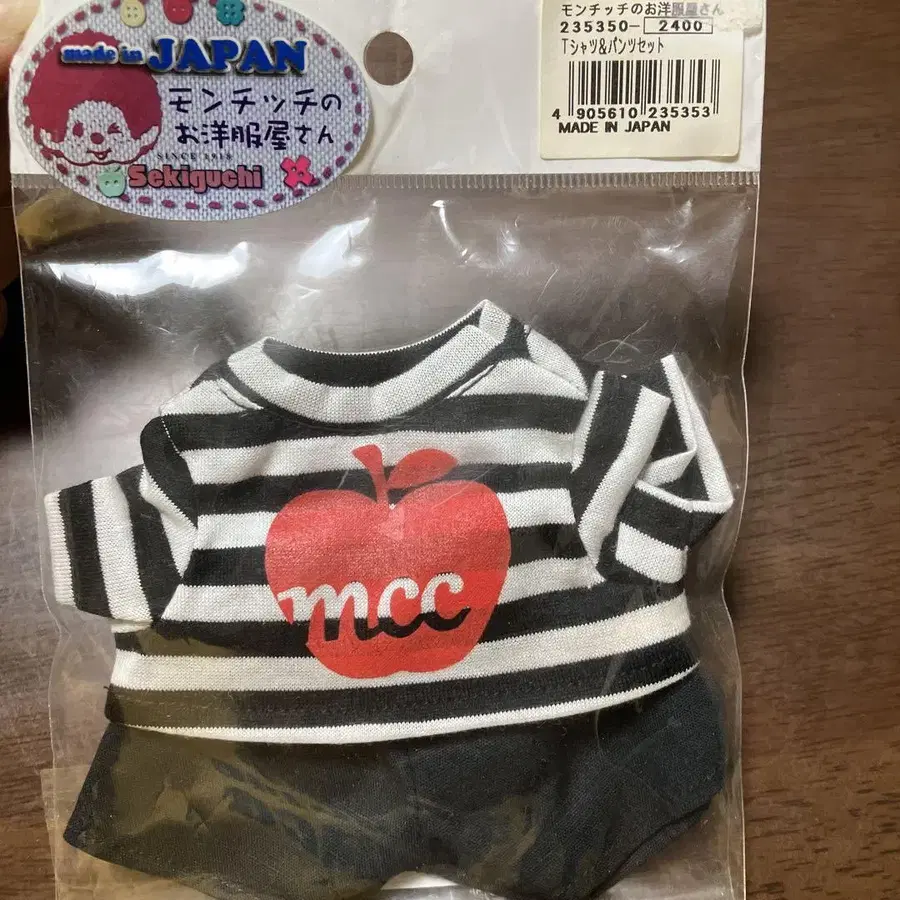 made in JAPAN
モンチッチの
お洋服屋さん
SINCE 1918
Sekiguchi
モンチッチのお洋服屋さん
235350- 2400
Tシャツ&パンツセット
4 905610 235353
MADE IN JAPAN
mcc